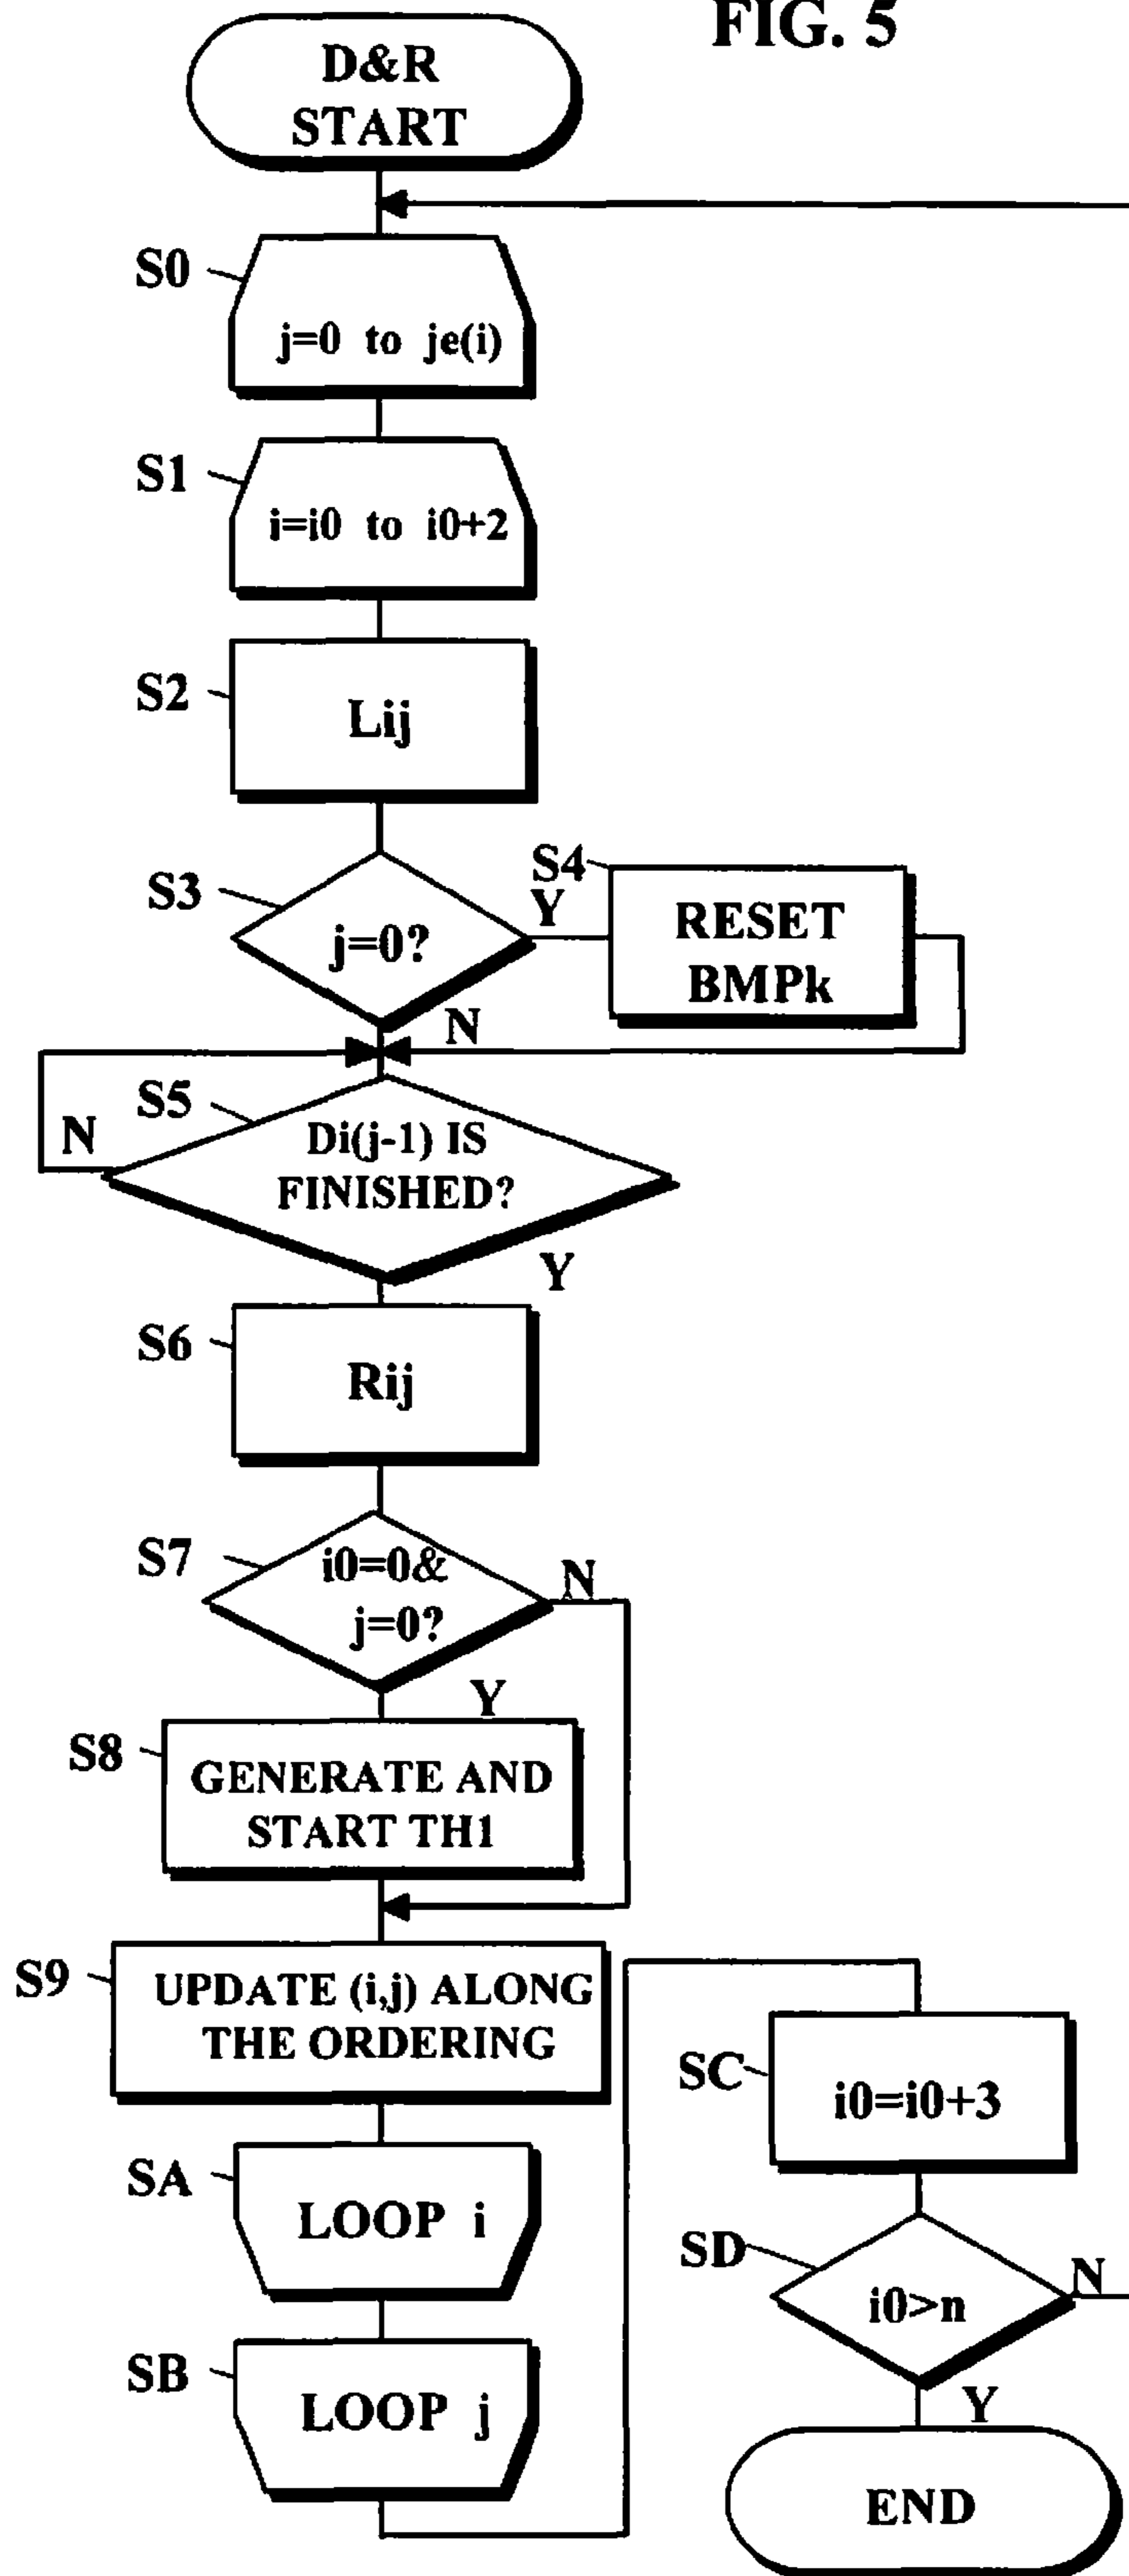 FIG. 5
D&R
START
S0
j=0 to je(i)
S1
i=i0 to i0+2
S2
Lij
S3
j=0?
Y
S4
RESET
BMPk
N
S5
Di(j-1) IS
FINISHED?
N
Y
S6
Rij
S7
i0=0&
j=0?
N
Y
S8
GENERATE AND
START TH1
S9
UPDATE (i,j) ALONG
THE ORDERING
SA
LOOP i
SB
LOOP j
SC
i0=i0+3
SD
i0>n
N
Y
END